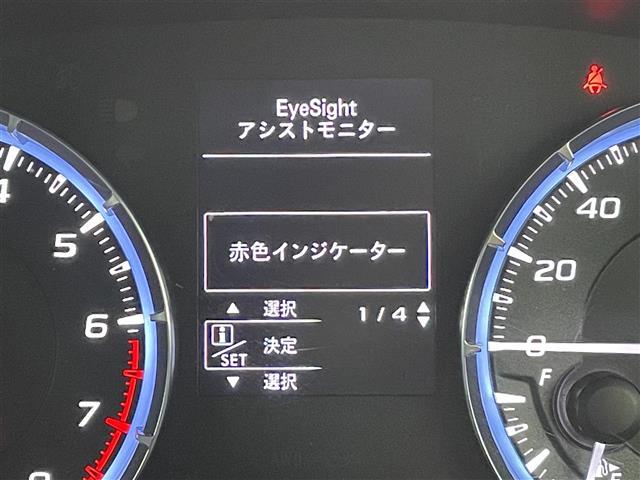 EyeSight
アシストモニター
赤色インジケーター
▲ 選択 1/4
i/SET 決定
▼ 選択
4
5
6
7
8
40
20
0
F